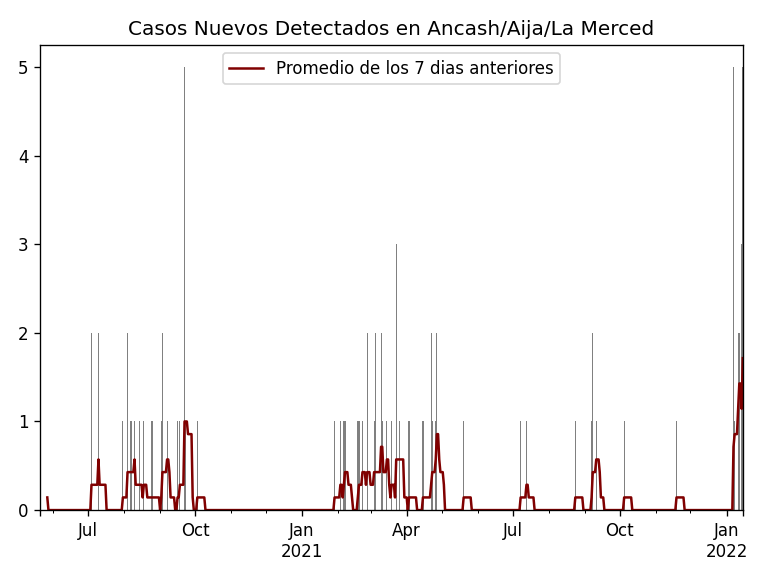 Casos Nuevos Detectados en Ancash/Aija/La Merced
Promedio de los 7 dias anteriores
5
4
3
2
1
0
Jul Oct Jan Apr Jul Oct Jan
2021 2022